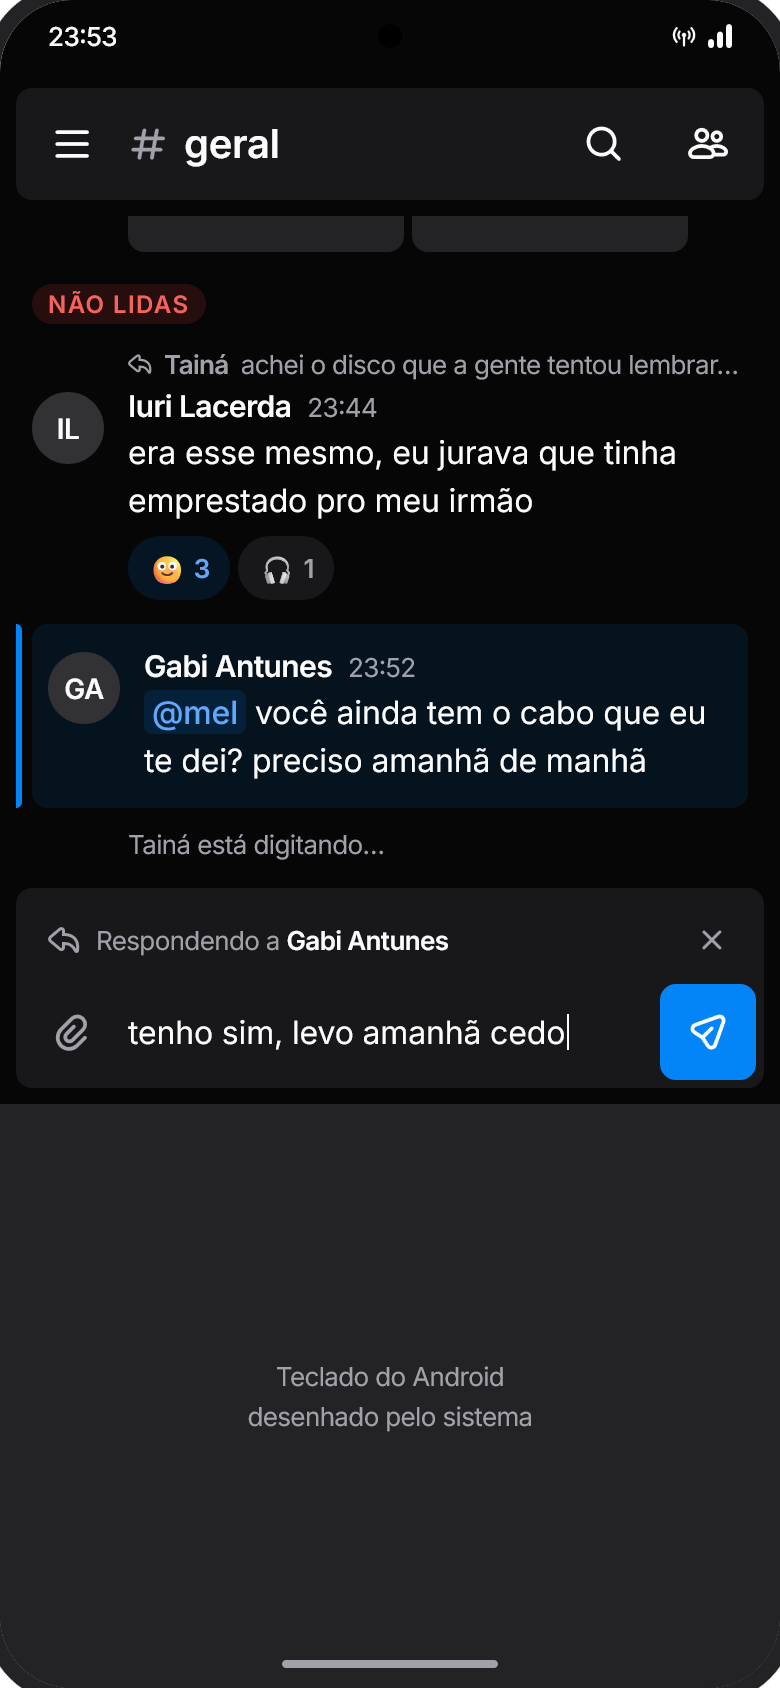 23:53
# geral
NÃO LIDAS
Tainá achei o disco que a gente tentou lembrar...
IL
Iuri Lacerda 23:44
era esse mesmo, eu jurava que tinha
emprestado pro meu irmão
3 1
GA
Gabi Antunes 23:52
@mel você ainda tem o cabo que eu
te dei? preciso amanhã de manhã
Tainá está digitando...
Respondendo a Gabi Antunes
tenho sim, levo amanhã cedo
Teclado do Android
desenhado pelo sistema